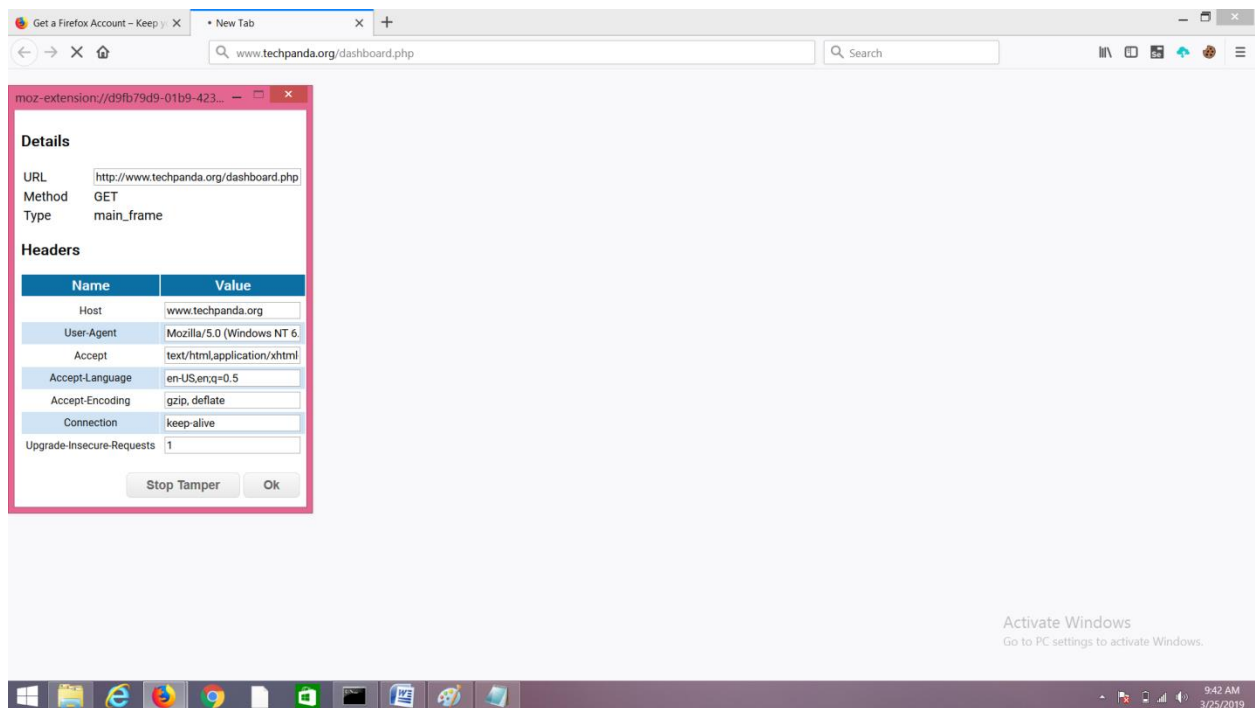 Get a Firefox Account – Keep y
• New Tab
www.techpanda.org/dashboard.php
Search
moz-extension://d9fb79d9-01b9-423...
Details
URL http://www.techpanda.org/dashboard.php
Method GET
Type main_frame
Headers
Name Value
Host www.techpanda.org
User-Agent Mozilla/5.0 (Windows NT 6.
Accept text/html,application/xhtml
Accept-Language en-US,en;q=0.5
Accept-Encoding gzip, deflate
Connection keep-alive
Upgrade-Insecure-Requests 1
Stop Tamper Ok
Activate Windows
Go to PC settings to activate Windows.
9:42 AM
3/25/2019